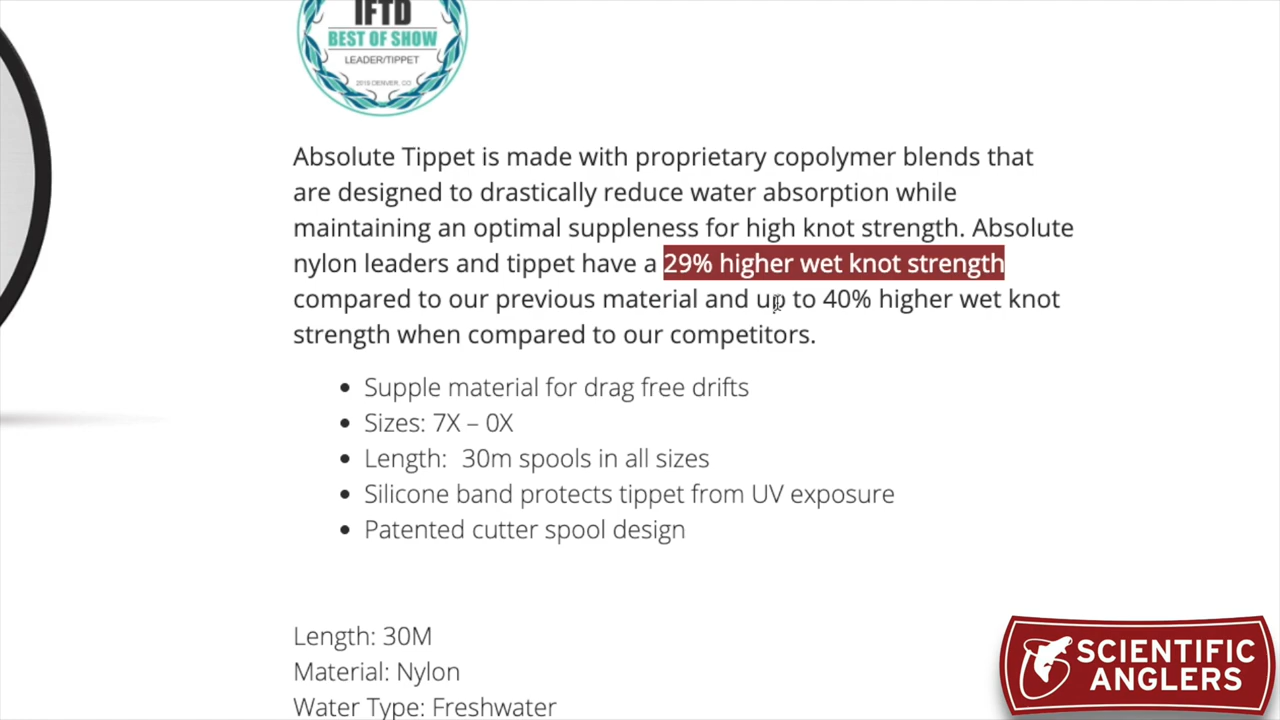 IFTD
BEST OF SHOW
LEADER/TIPPET
2019 DENVER, CO
Absolute Tippet is made with proprietary copolymer blends that
are designed to drastically reduce water absorption while
maintaining an optimal suppleness for high knot strength. Absolute
nylon leaders and tippet have a 29% higher wet knot strength
compared to our previous material and up to 40% higher wet knot
strength when compared to our competitors.
• Supple material for drag free drifts
• Sizes: 7X – 0X
• Length: 30m spools in all sizes
• Silicone band protects tippet from UV exposure
• Patented cutter spool design
Length: 30M
Material: Nylon
Water Type: Freshwater
SCIENTIFIC
ANGLERS